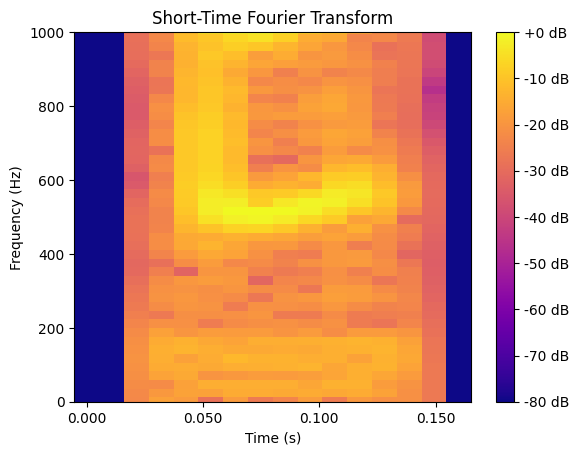 Short-Time Fourier Transform
1000
800
600
400
200
0
Frequency (Hz)
0.000
0.050
0.100
0.150
Time (s)
+0 dB
-10 dB
-20 dB
-30 dB
-40 dB
-50 dB
-60 dB
-70 dB
-80 dB